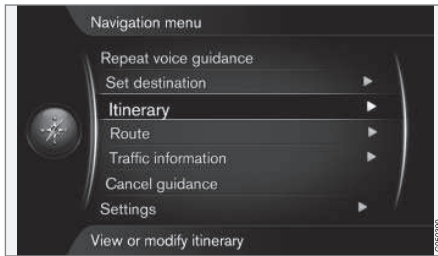 Navigation menu
Repeat voice guidance
Set destination
Itinerary
Route
Traffic information
Cancel guidance
Settings
View or modify itinerary